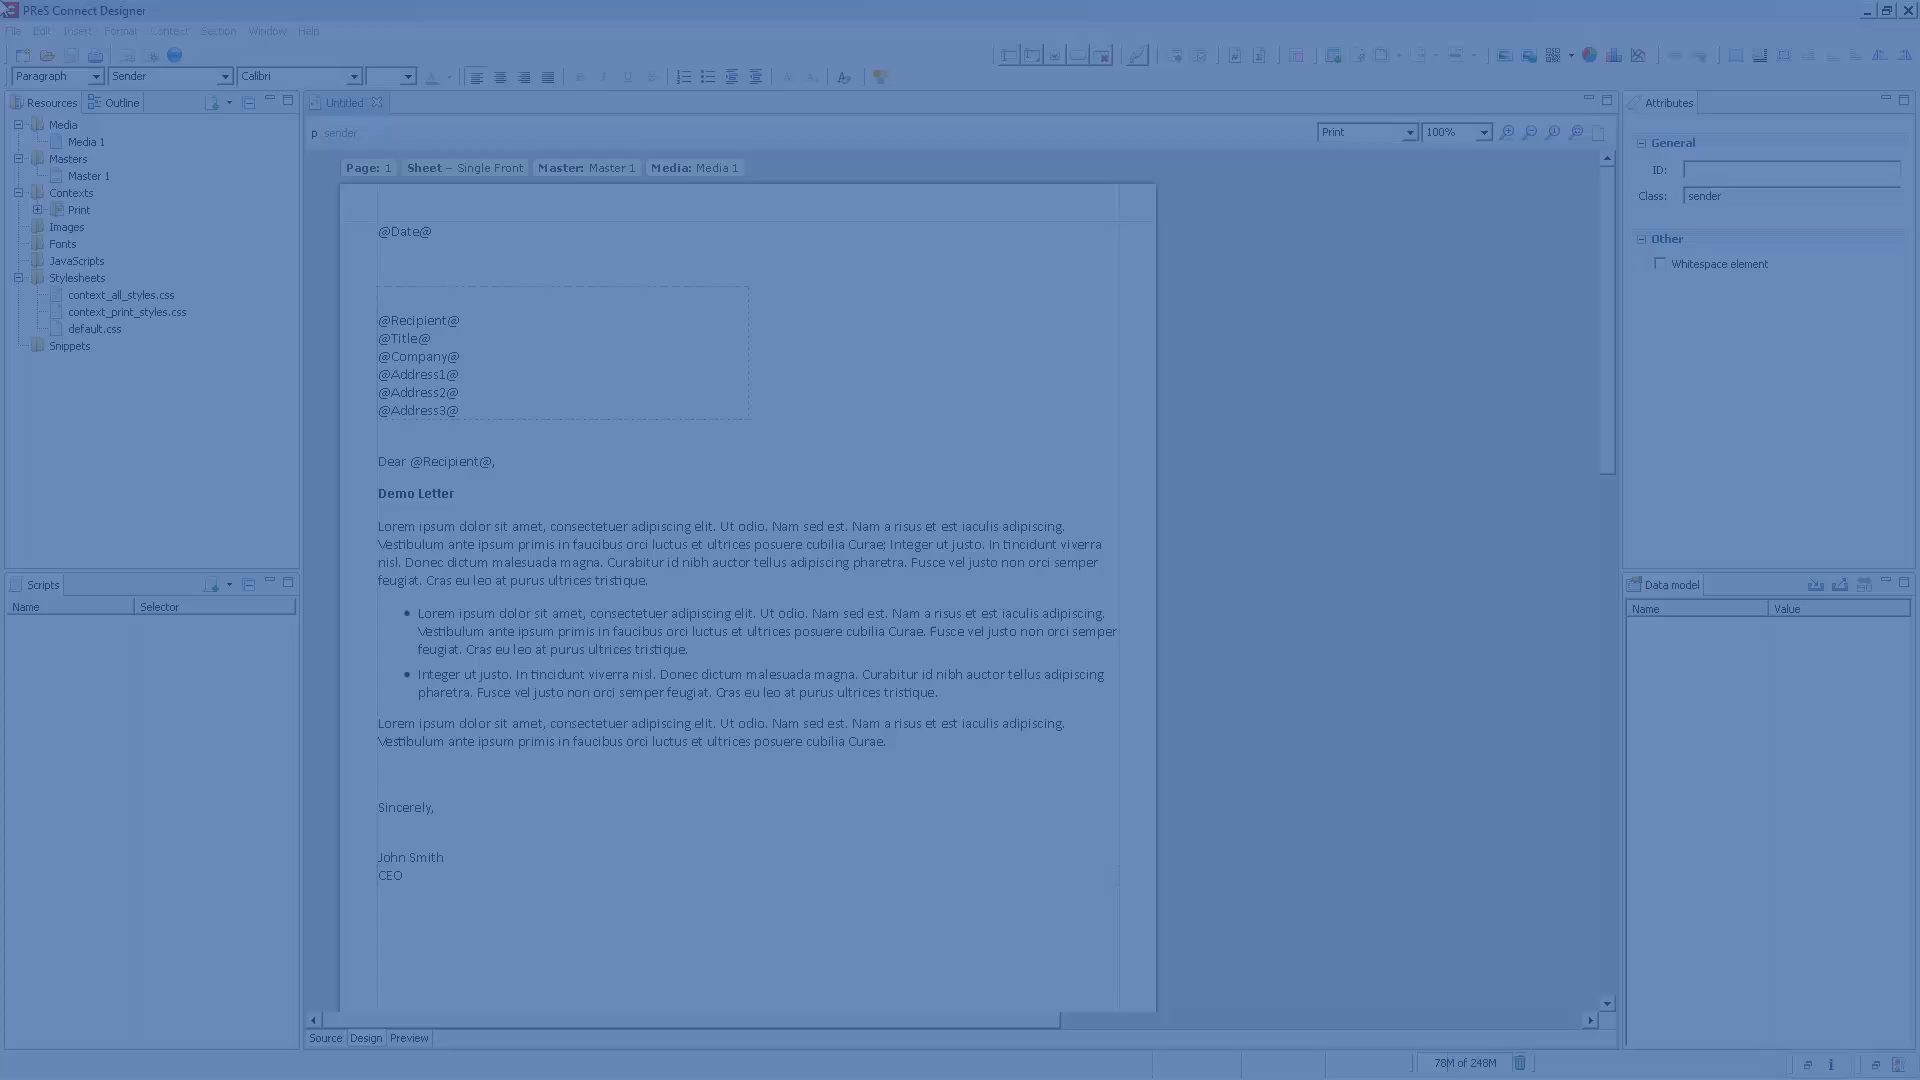 PReS Connect Designer
File Edit Insert Format Context Section Window Help
Paragraph Sender Calibri
Resources Outline
Media
Media 1
Masters
Master 1
Contexts
Print
Images
Fonts
JavaScripts
Stylesheets
context_all_styles.css
context_print_styles.css
default.css
Snippets
Scripts
Name Selector
Untitled
p sender
Print 100%
Page: 1 Sheet – Single Front Master: Master 1 Media: Media 1
@Date@
@Recipient@
@Title@
@Company@
@Address1@
@Address2@
@Address3@
Dear @Recipient@,
Demo Letter
Lorem ipsum dolor sit amet, consectetuer adipiscing elit. Ut odio. Nam sed est. Nam a risus et est iaculis adipiscing.
Vestibulum ante ipsum primis in faucibus orci luctus et ultrices posuere cubilia Curae; Integer ut justo. In tincidunt viverra
nisl. Donec dictum malesuada magna. Curabitur id nibh auctor tellus adipiscing pharetra. Fusce vel justo non orci semper
feugiat. Cras eu leo at purus ultrices tristique.
• Lorem ipsum dolor sit amet, consectetuer adipiscing elit. Ut odio. Nam sed est. Nam a risus et est iaculis adipiscing.
Vestibulum ante ipsum primis in faucibus orci luctus et ultrices posuere cubilia Curae. Fusce vel justo non orci semper
feugiat. Cras eu leo at purus ultrices tristique.
• Integer ut justo. In tincidunt viverra nisl. Donec dictum malesuada magna. Curabitur id nibh auctor tellus adipiscing
pharetra. Fusce vel justo non orci semper feugiat. Cras eu leo at purus ultrices tristique.
Lorem ipsum dolor sit amet, consectetuer adipiscing elit. Ut odio. Nam sed est. Nam a risus et est iaculis adipiscing.
Vestibulum ante ipsum primis in faucibus orci luctus et ultrices posuere cubilia Curae.
Sincerely,
John Smith
CEO
Source Design Preview
Attributes
General
ID:
Class: sender
Other
Whitespace element
Data model
Name Value
78M of 248M